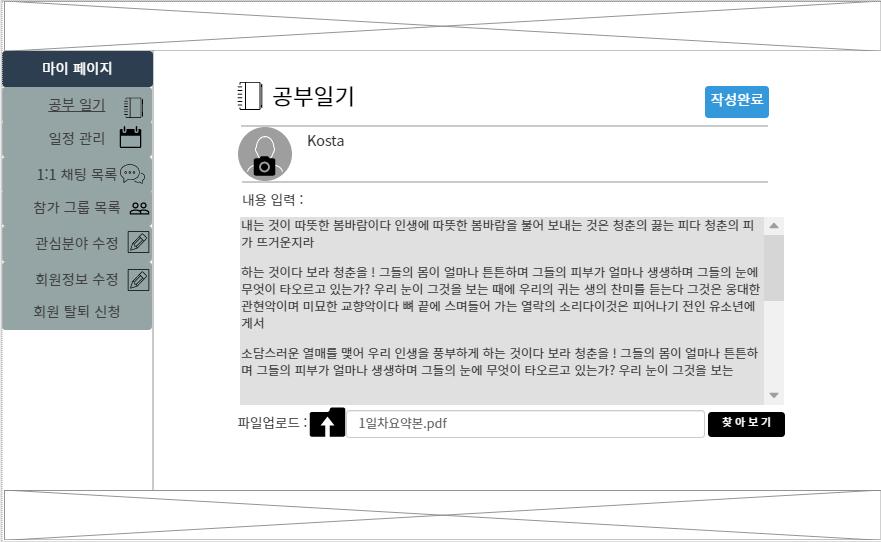 마이 페이지
공부 일기
일정 관리
1:1 채팅 목록
참가 그룹 목록
관심분야 수정
회원정보 수정
회원 탈퇴 신청
공부일기
작성완료
Kosta
내용 입력 :
내는 것이 따뜻한 봄바람이다 인생에 따뜻한 봄바람을 불어 보내는 것은 청춘의 끓는 피다 청춘의 피
가 뜨거운지라
하는 것이다 보라 청춘을 ! 그들의 몸이 얼마나 튼튼하며 그들의 피부가 얼마나 생생하며 그들의 눈에
무엇이 타오르고 있는가? 우리 눈이 그것을 보는 때에 우리의 귀는 생의 찬미를 듣는다 그것은 웅대한
관현악이며 미묘한 교향악이다 뼈 끝에 스며들어 가는 열락의 소리다이것은 피어나기 전인 유소년에
게서
소담스러운 열매를 맺어 우리 인생을 풍부하게 하는 것이다 보라 청춘을 ! 그들의 몸이 얼마나 튼튼하
며 그들의 피부가 얼마나 생생하며 그들의 눈에 무엇이 타오르고 있는가? 우리 눈이 그것을 보는
파일업로드 :
1일차요약본.pdf
찾 아 보 기